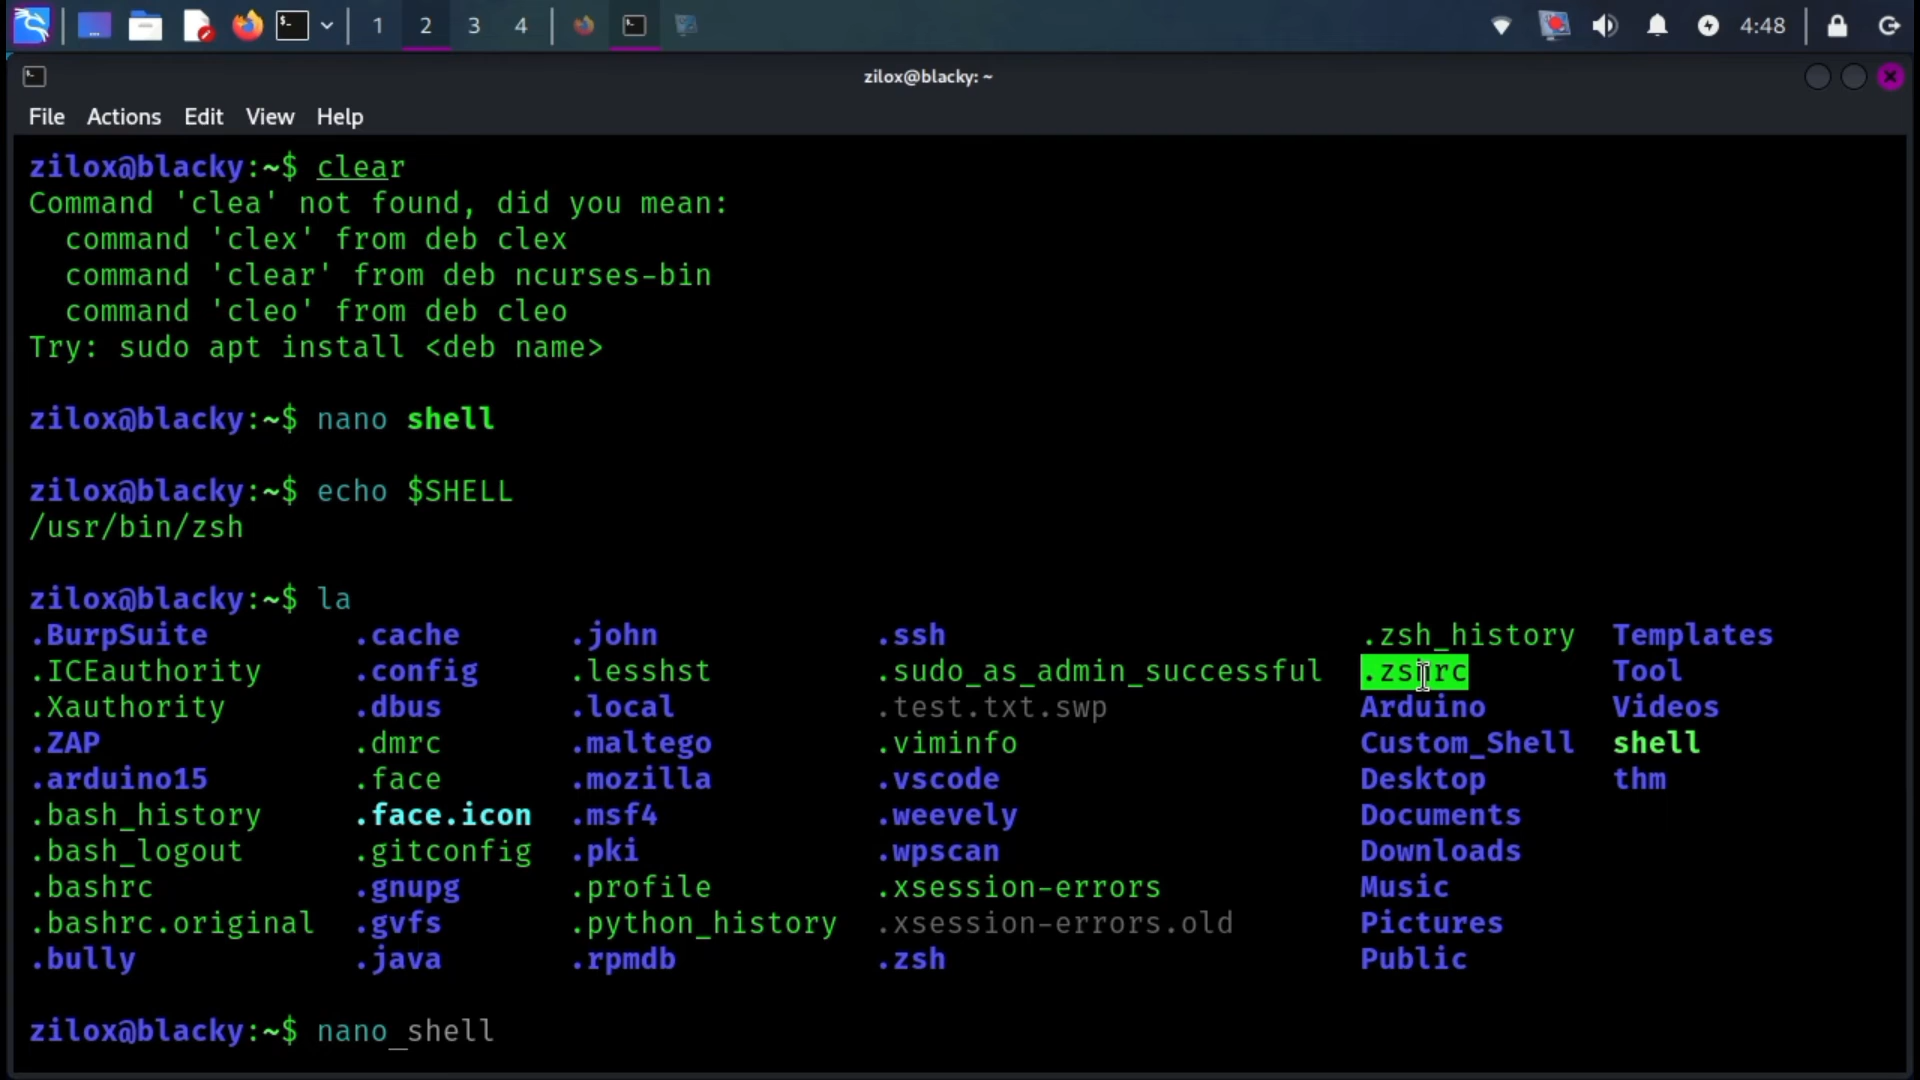 1 2 3 4 4:48
zilox@blacky: ~
File Actions Edit View Help
zilox@blacky:~$ clear
Command 'clea' not found, did you mean:
command 'clex' from deb clex
command 'clear' from deb ncurses-bin
command 'cleo' from deb cleo
Try: sudo apt install <deb name>
zilox@blacky:~$ nano shell
zilox@blacky:~$ echo $SHELL
/usr/bin/zsh
zilox@blacky:~$ la
.BurpSuite .cache .john .ssh .zsh_history Templates
.ICEauthority .config .lesshst .sudo_as_admin_successful .zshrc Tool
.Xauthority .dbus .local .test.txt.swp Arduino Videos
.ZAP .dmrc .maltego .viminfo Custom_Shell shell
.arduino15 .face .mozilla .vscode Desktop thm
.bash_history .face.icon .msf4 .weevely Documents
.bash_logout .gitconfig .pki .wpscan Downloads
.bashrc .gnupg .profile .xsession-errors Music
.bashrc.original .gvfs .python_history .xsession-errors.old Pictures
.bully .java .rpmdb .zsh Public
zilox@blacky:~$ nano_shell